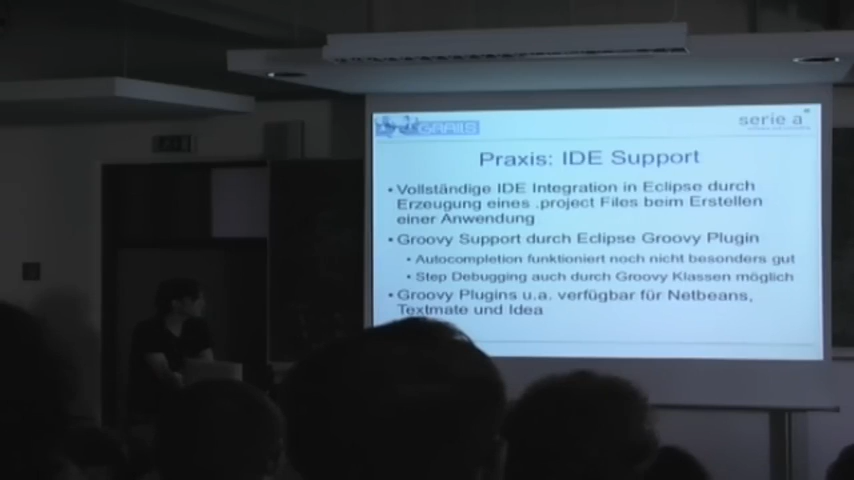 GRAILS
serie a
Praxis: IDE Support
• Vollständige IDE Integration in Eclipse durch
Erzeugung eines .project Files beim Erstellen
einer Anwendung
• Groovy Support durch Eclipse Groovy Plugin
• Autocompletion funktioniert noch nicht besonders gut
• Step Debugging auch durch Groovy Klassen möglich
• Groovy Plugins u.a. verfügbar für Netbeans,
Textmate und Idea